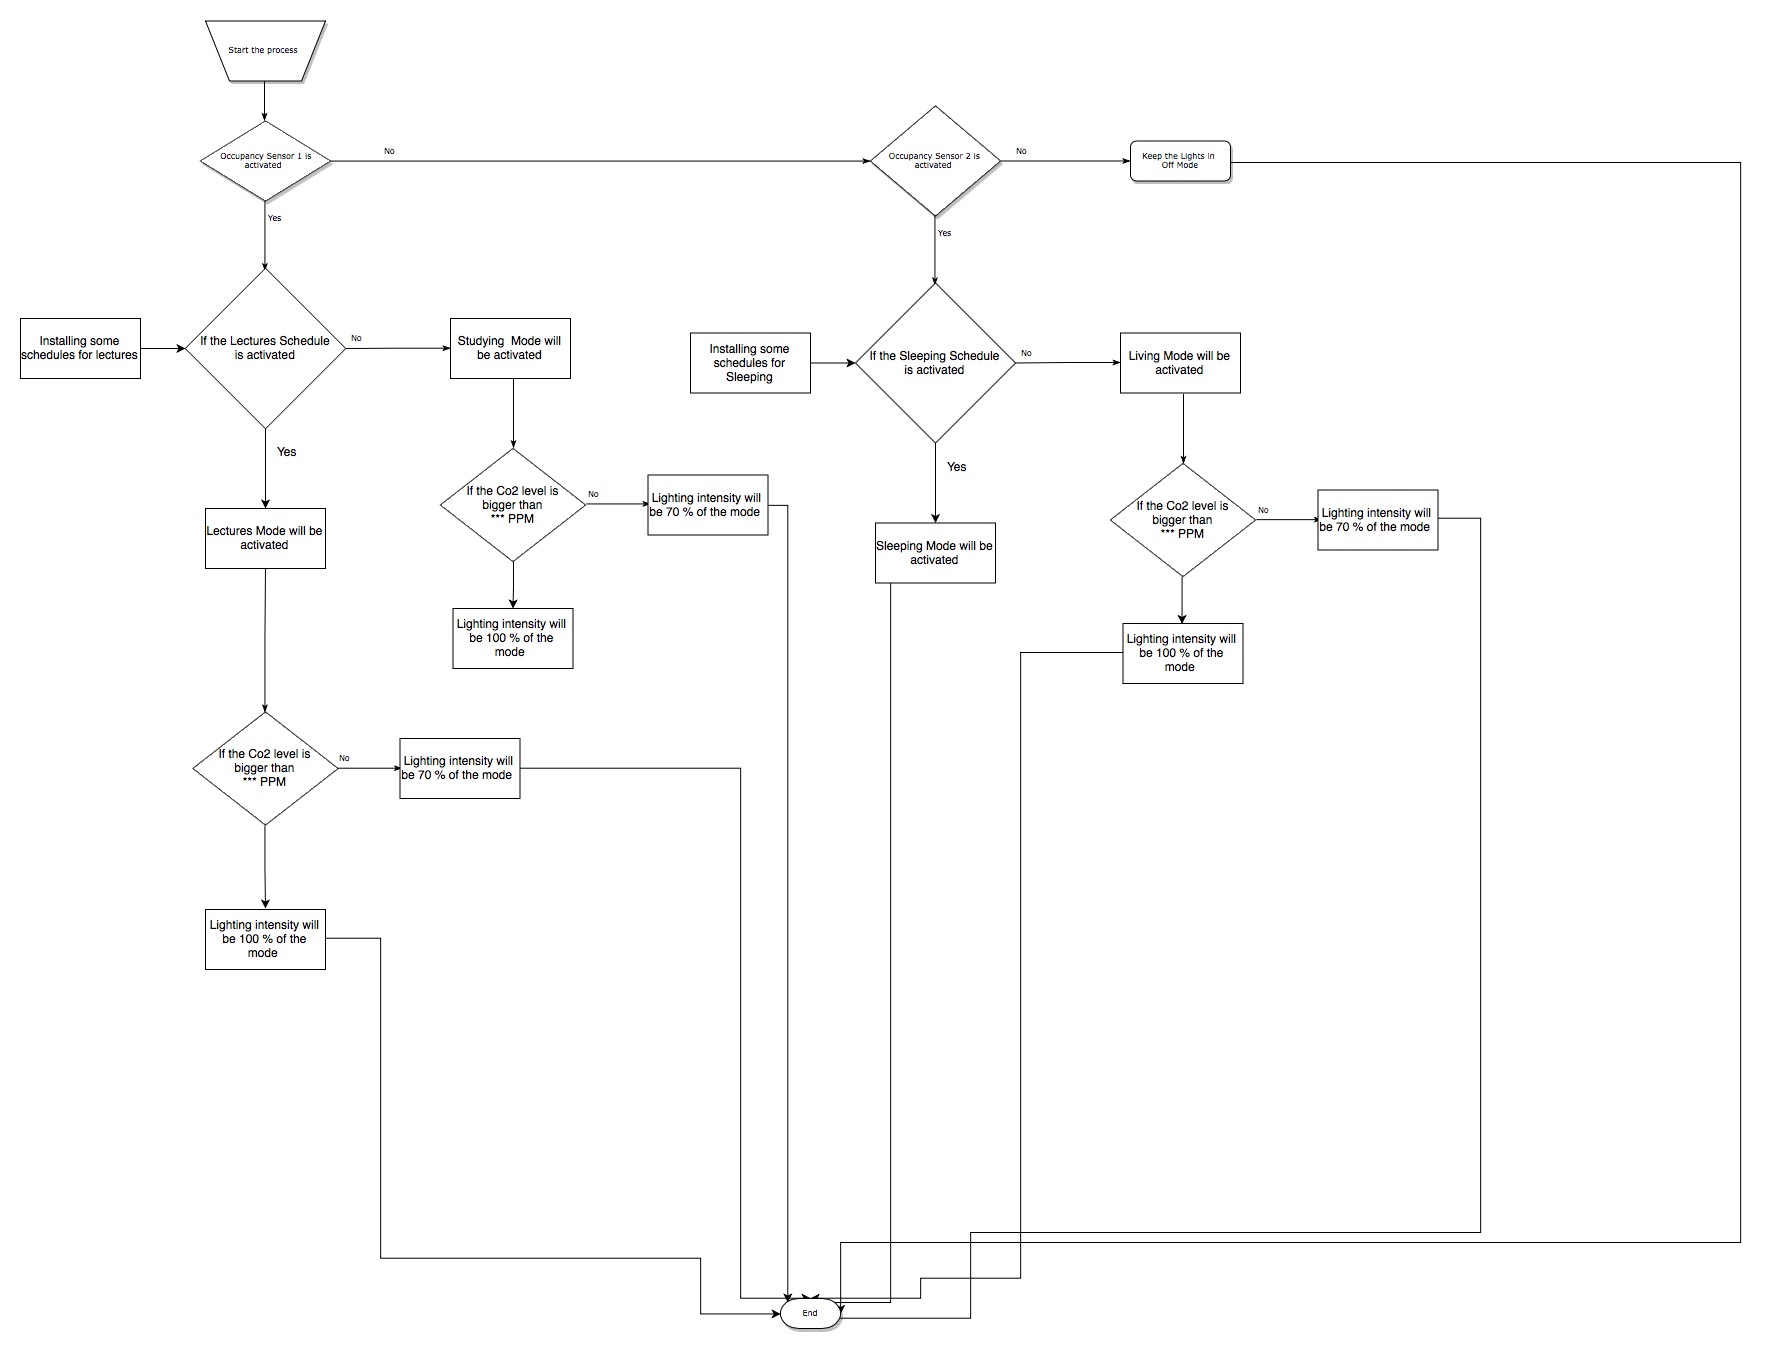 Start the process
Occupancy Sensor 1 is
activated
No
Occupancy Sensor 2 is
activated
No
Keep the Lights in
Off Mode
Yes
Yes
Installing some
schedules for lectures
If the Lectures Schedule
is activated
No
Studying  Mode will
be activated
Installing some
schedules for
Sleeping
If the Sleeping Schedule
is activated
No
Living Mode will be
activated
Yes
Yes
If the Co2 level is
bigger than
*** PPM
No
Lighting intensity will
be 70 % of the mode
If the Co2 level is
bigger than
*** PPM
No
Lighting intensity will
be 70 % of the mode
Lectures Mode will be
activated
Sleeping Mode will be
activated
Lighting intensity will
be 100 % of the
mode
Lighting intensity will
be 100 % of the
mode
If the Co2 level is
bigger than
*** PPM
No
Lighting intensity will
be 70 % of the mode
Lighting intensity will
be 100 % of the
mode
End